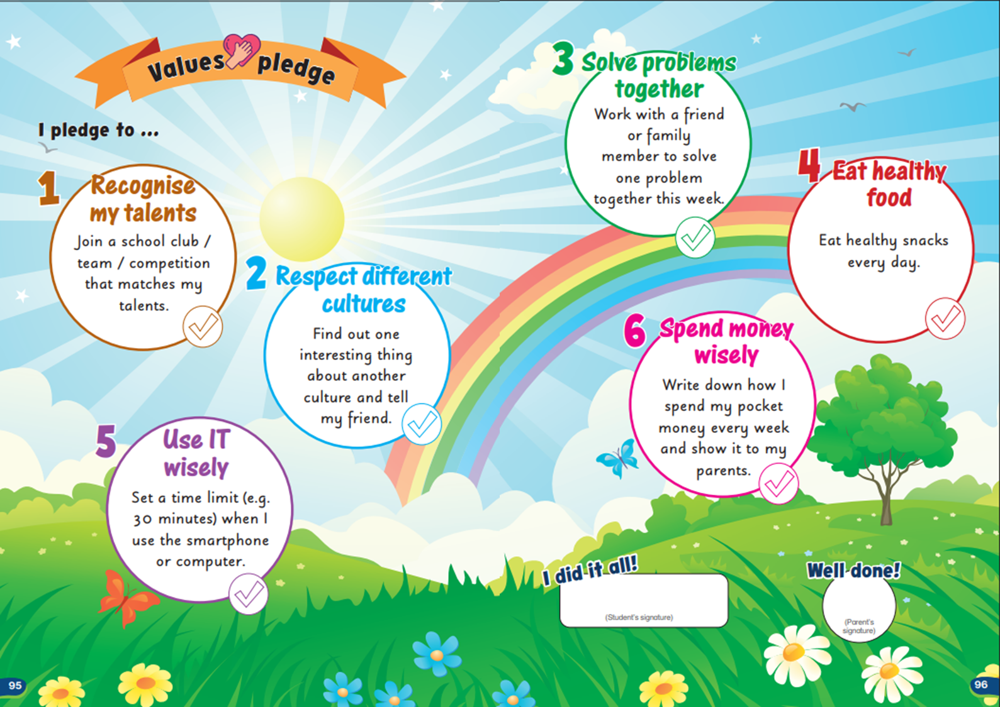 Values pledge
I pledge to ...
1 Recognise
my talents
Join a school club /
team / competition
that matches my
talents.
2 Respect different
cultures
Find out one
interesting thing
about another
culture and tell
my friend.
3 Solve problems
together
Work with a friend
or family
member to solve
one problem
together this week.
4 Eat healthy
food
Eat healthy snacks
every day.
5 Use IT
wisely
Set a time limit (e.g.
30 minutes) when I
use the smartphone
or computer.
6 Spend money
wisely
Write down how I
spend my pocket
money every week
and show it to my
parents.
I did it all!
(Student's signature)
Well done!
(Parent's
signature)
95
96